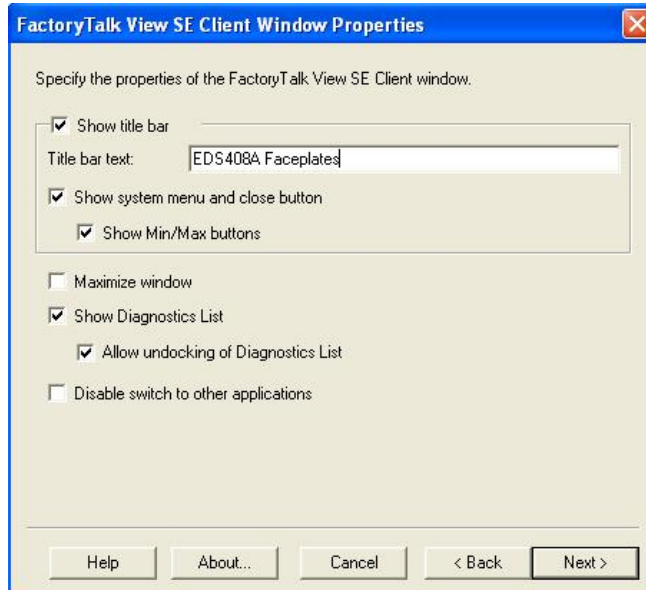 FactoryTalk View SE Client Window Properties
Specify the properties of the FactoryTalk View SE Client window.
Show title bar
Title bar text: EDS408A Faceplates
Show system menu and close button
Show Min/Max buttons
Maximize window
Show Diagnostics List
Allow undocking of Diagnostics List
Disable switch to other applications
Help About... Cancel < Back Next >